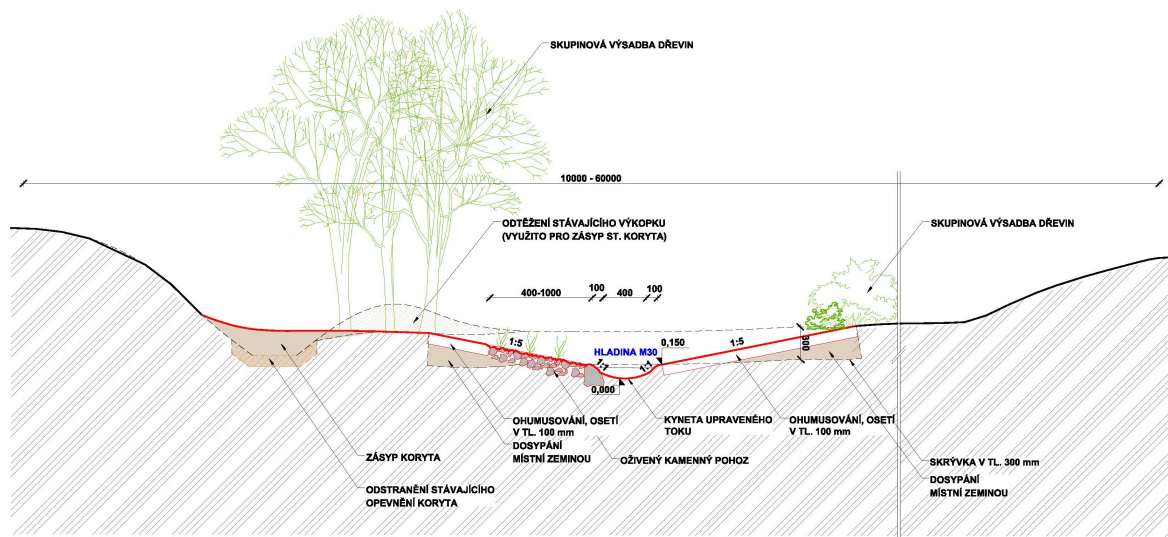 SKUPINOVÁ VÝSADBA DŘEVIN
10000 - 60000
ODTĚŽENÍ STÁVAJÍCÍHO VÝKOPKU
(VYUŽITO PRO ZÁSYP ST. KORYTA)
SKUPINOVÁ VÝSADBA DŘEVIN
400-1000
100
400
100
1:5
HLADINA M30
0,150
1:5
800
1:1
1:1
0,000
OHUMUSOVÁNÍ, OSETÍ
V TL. 100 mm
DOSYPÁNÍ
MÍSTNÍ ZEMINOU
KYNETA UPRAVENÉHO
TOKU
OHUMUSOVÁNÍ, OSETÍ
V TL. 100 mm
ZÁSYP KORYTA
OŽIVENÝ KAMENNÝ POHOZ
SKRÝVKA V TL. 300 mm
DOSYPÁNÍ
MÍSTNÍ ZEMINOU
ODSTRANĚNÍ STÁVAJÍCÍHO
OPEVNĚNÍ KORYTA